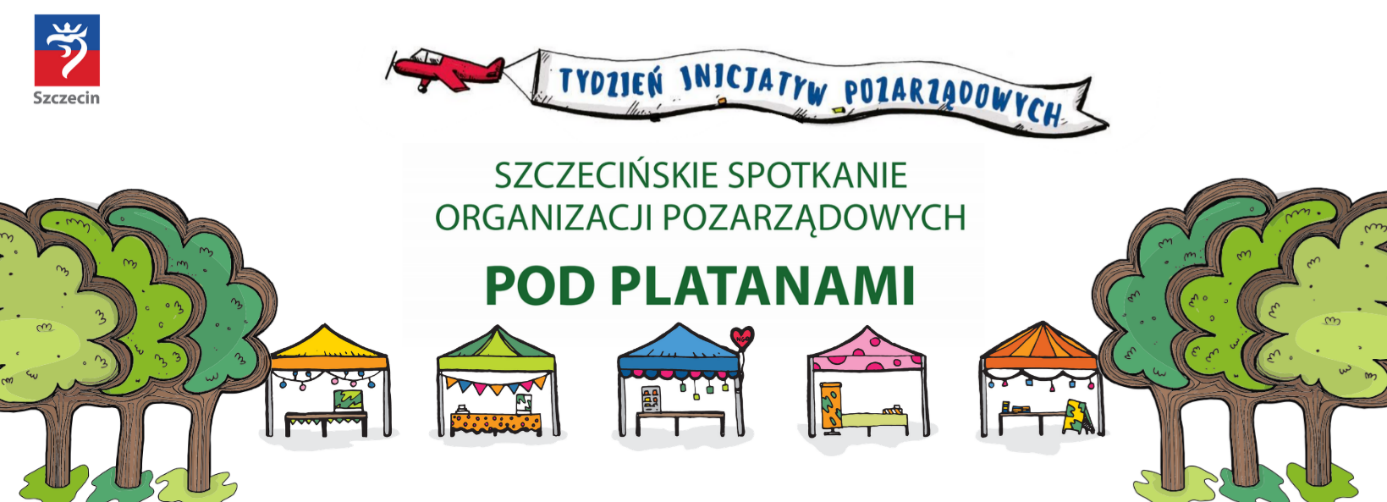 Szczecin
TYDZIEŃ INICJATYW POZARZĄDOWYCH
SZCZECIŃSKIE SPOTKANIE
ORGANIZACJI POZARZĄDOWYCH
POD PLATANAMI